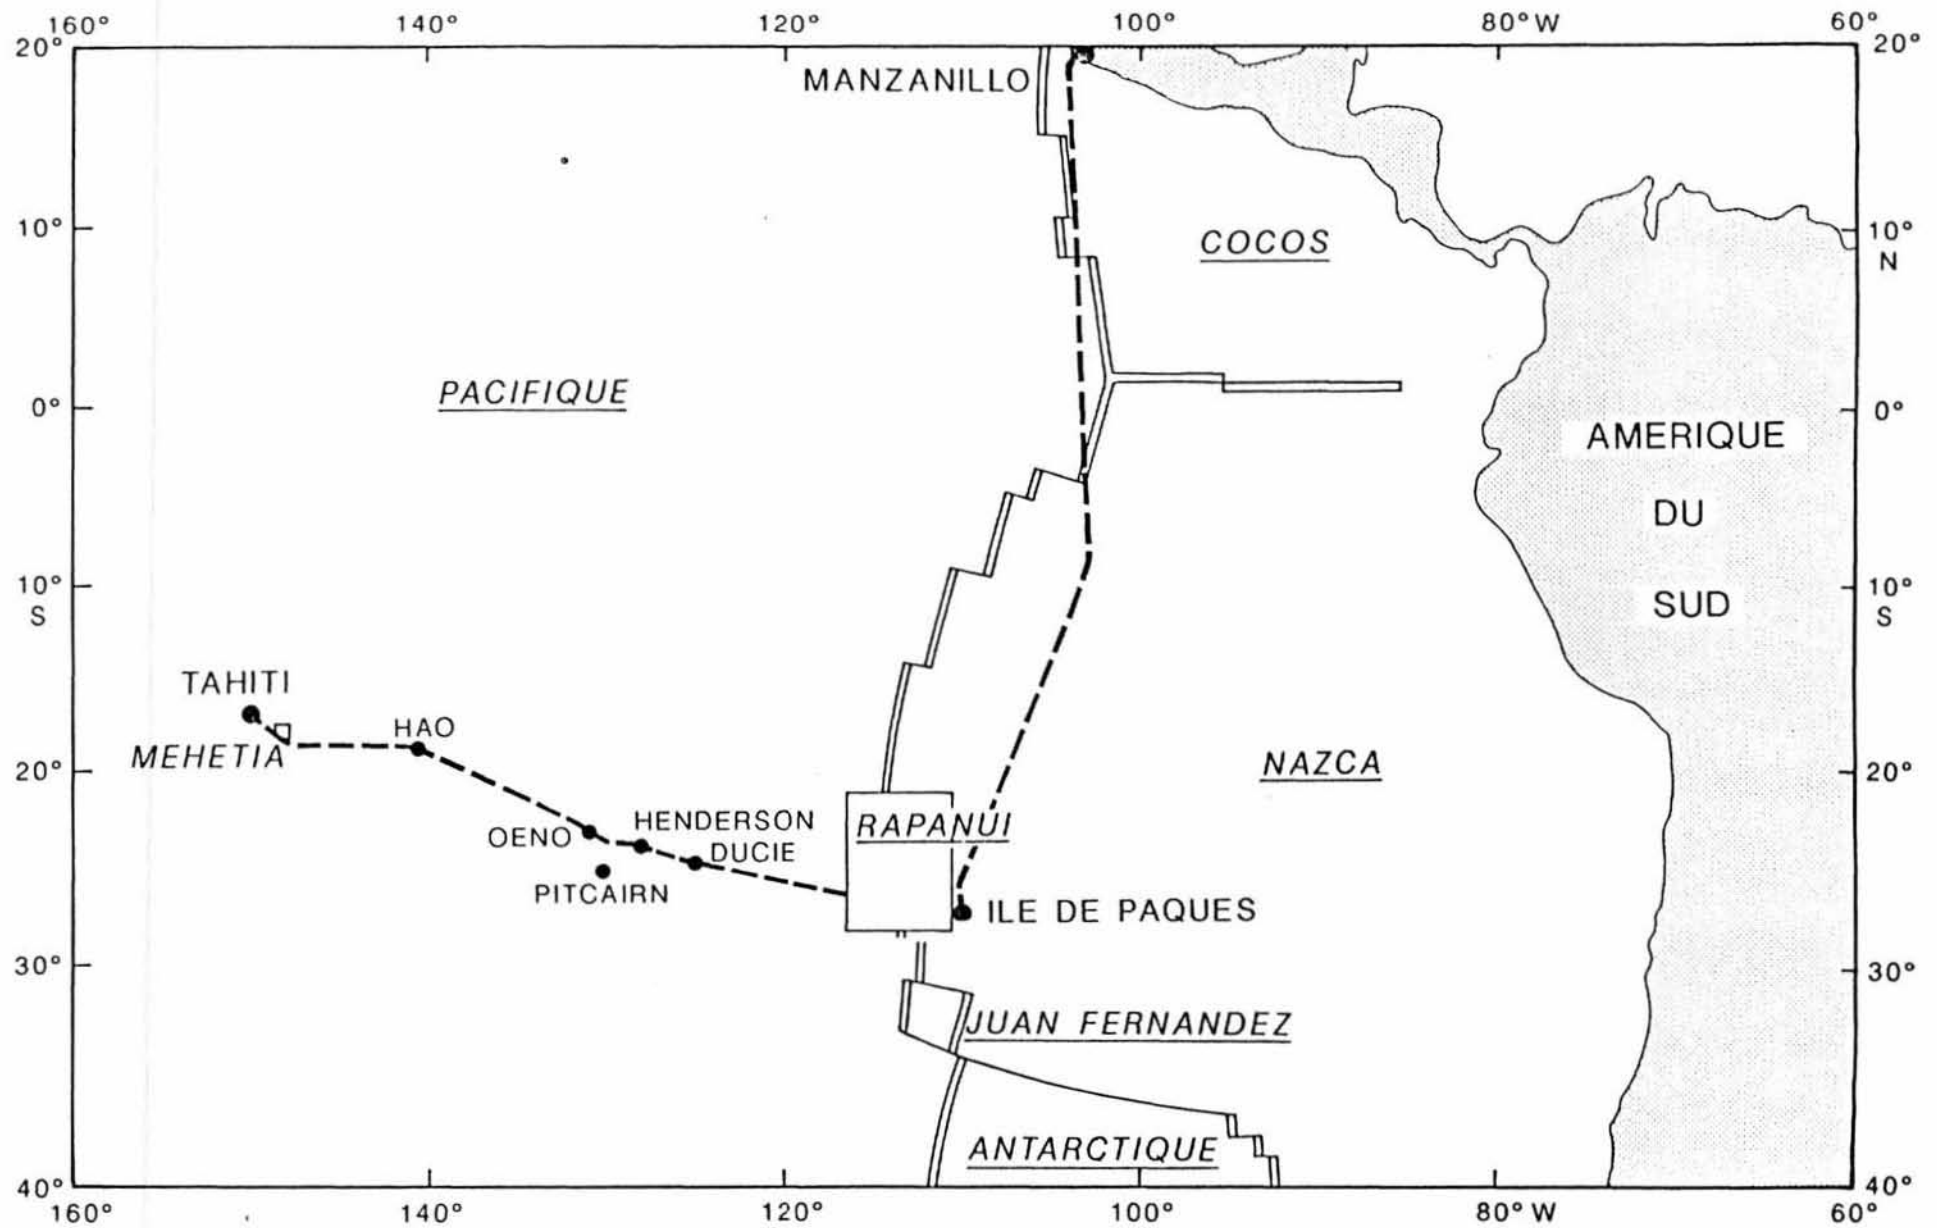 160° 140° 120° 100° 80°W 60°
20° 20°
MANZANILLO
10° 10°
N
COCOS
PACIFIQUE
0° 0°
AMERIQUE
DU
SUD
10° 10°
S S
TAHITI
HAO
MEHETIA
20° 20°
NAZCA
RAPANUI
HENDERSON
OENO
DUCIE
PITCAIRN
ILE DE PAQUES
30° 30°
JUAN FERNANDEZ
ANTARCTIQUE
40° 40°
160° 140° 120° 100° 80°W 60°